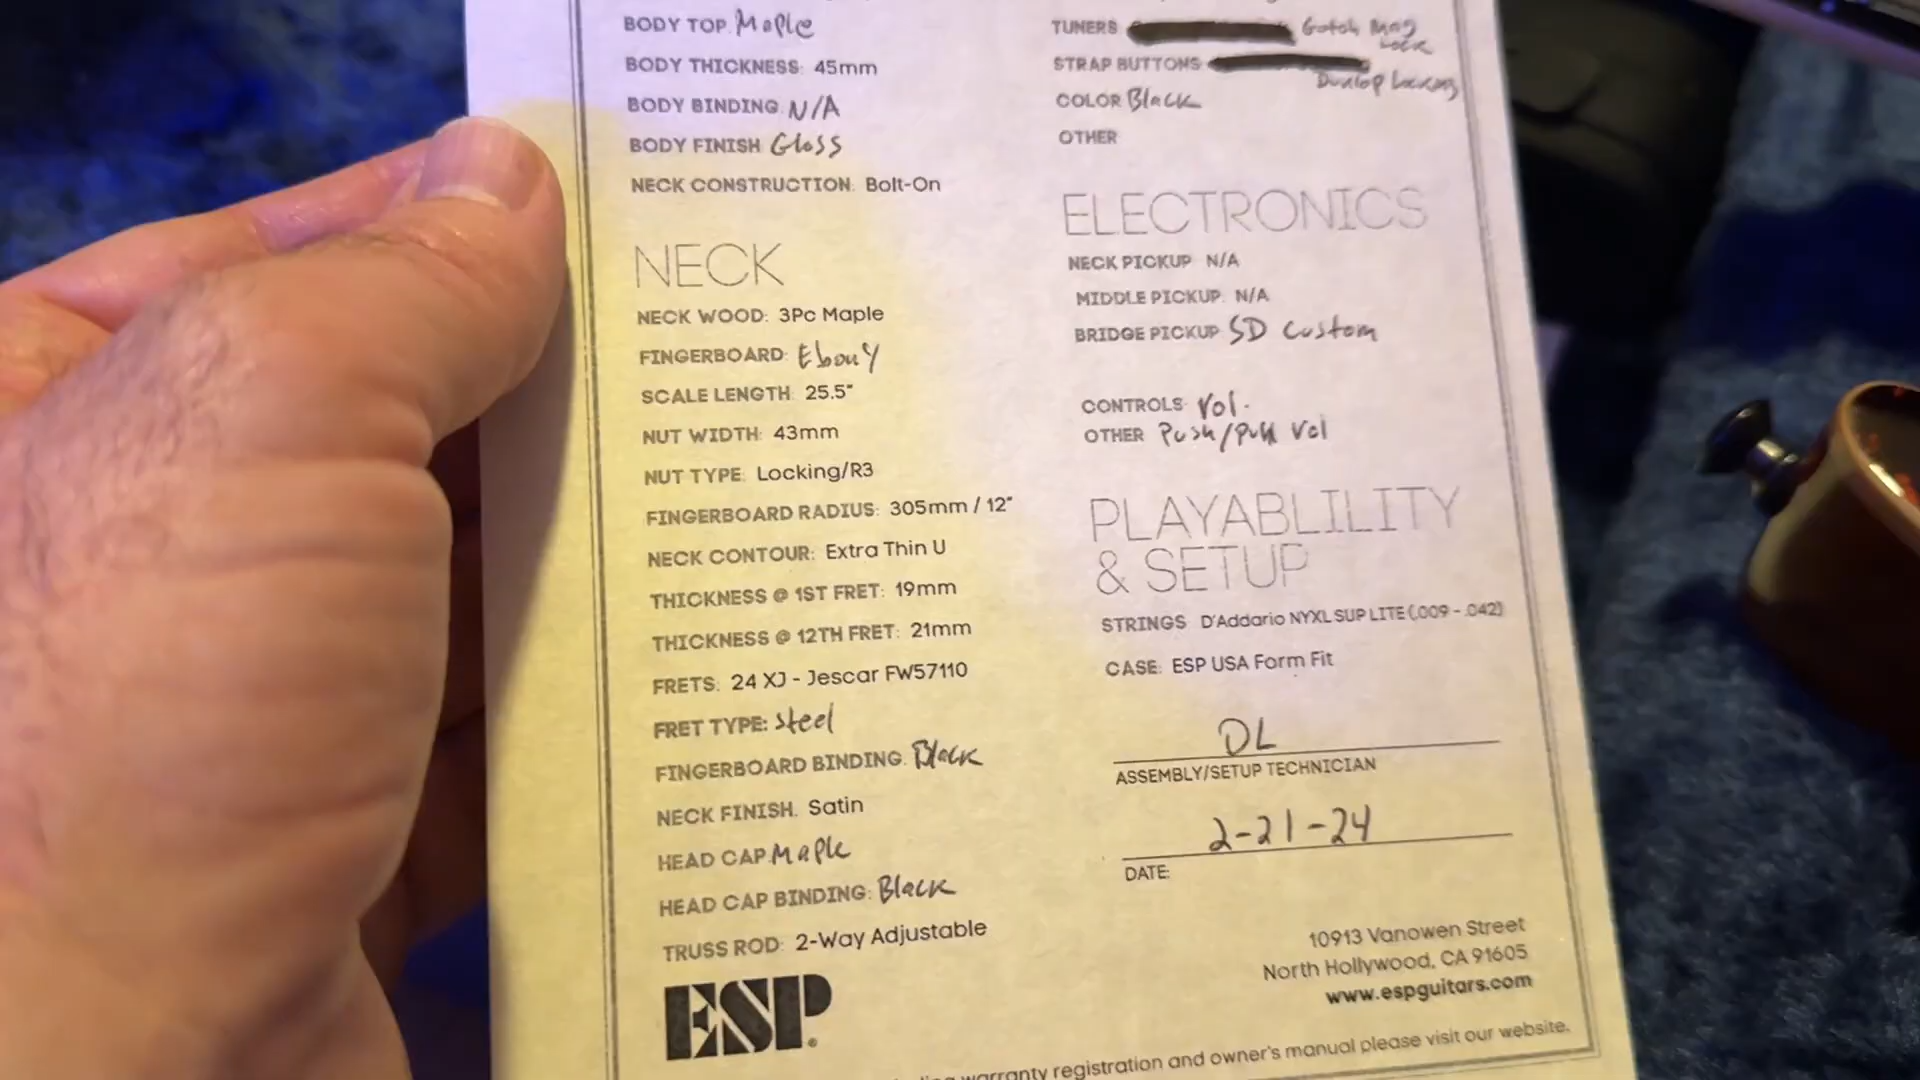 BODY TOP: Maple
BODY THICKNESS: 45mm
BODY BINDING: N/A
BODY FINISH Gloss
NECK CONSTRUCTION: Bolt-On
NECK
NECK WOOD: 3Pc Maple
FINGERBOARD: Ebony
SCALE LENGTH: 25.5"
NUT WIDTH: 43mm
NUT TYPE: Locking/R3
FINGERBOARD RADIUS: 305mm / 12"
NECK CONTOUR: Extra Thin U
THICKNESS @ 1ST FRET: 19mm
THICKNESS @ 12TH FRET: 21mm
FRETS: 24 XJ - Jescar FW57110
FRET TYPE: Steel
FINGERBOARD BINDING: Black
NECK FINISH: Satin
HEAD CAP: Maple
HEAD CAP BINDING: Black
TRUSS ROD: 2-Way Adjustable
ESP
TUNERS Gotoh Mag
Lock
STRAP BUTTONS
Dunlop Locking
COLOR Black
OTHER
ELECTRONICS
NECK PICKUP N/A
MIDDLE PICKUP: N/A
BRIDGE PICKUP: SD Custom
CONTROLS: Vol.
OTHER Push/Pull Vol
PLAYABLILITY
& SETUP
STRINGS D'Addario NYXL SUP LITE (.009 - .042)
CASE: ESP USA Form Fit
DL
ASSEMBLY/SETUP TECHNICIAN
2-21-24
DATE:
10913 Vanowen Street
North Hollywood, CA 91605
www.espguitars.com
warranty registration and owner's manual please visit our website.